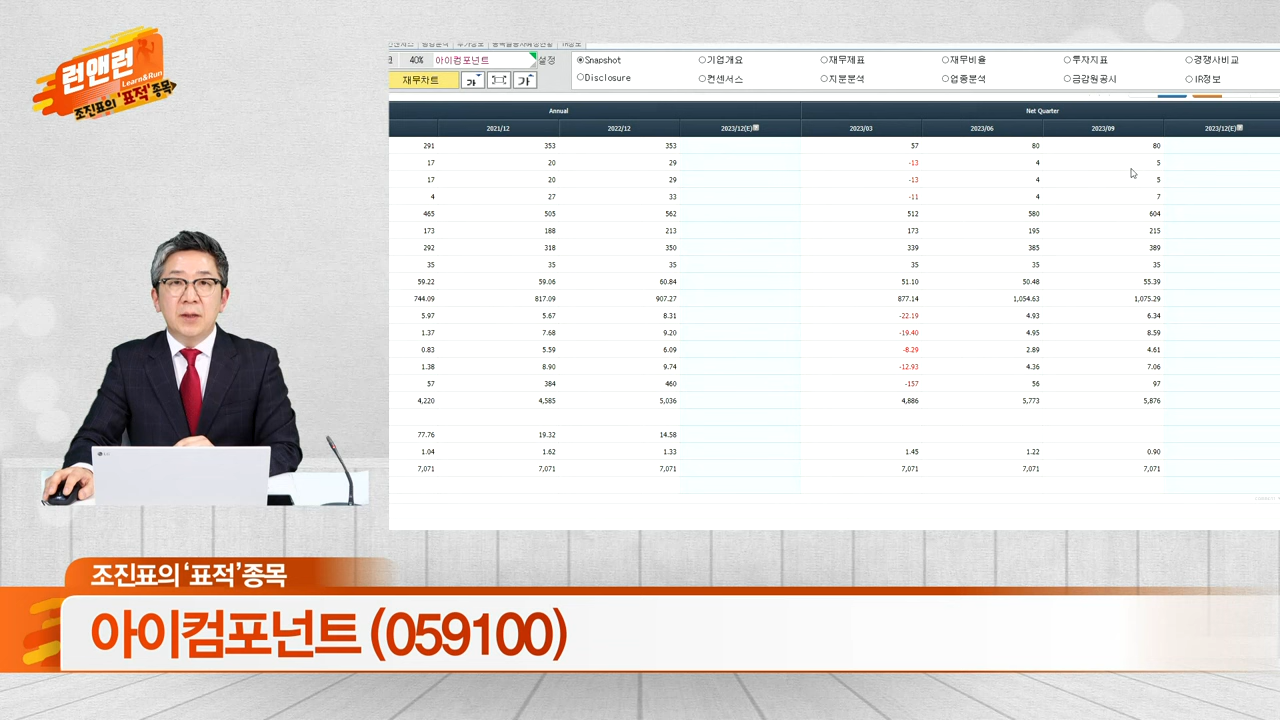 런앤런
Learn&Run
조진표의 '표적'종목
40% 아이컴포넌트 설정
Snapshot 기업개요 재무제표 재무비율 투자지표 경쟁사비교
재무차트 가 가 Disclosure 컨센서스 지분분석 업종분석 금감원공시 IR정보
Annual Net Quarter
2021/12 2022/12 2023/12(E) 2023/03 2023/06 2023/09 2023/12(E)
291 353 353 57 80 80
17 20 29 -13 4 5
17 20 29 -13 4 5
4 27 33 -11 4 7
465 505 562 512 580 604
173 188 213 173 195 215
292 318 350 339 385 389
35 35 35 35 35 35
59.22 59.06 60.84 51.10 50.48 55.39
744.09 817.09 907.27 877.14 1,054.63 1,075.29
5.97 5.67 8.31 -22.19 4.93 6.34
1.37 7.68 9.20 -19.40 4.95 8.59
0.83 5.59 6.09 -8.29 2.89 4.61
1.38 8.90 9.74 -12.93 4.36 7.06
57 384 460 -157 56 97
4,220 4,585 5,036 4,886 5,773 5,876
77.76 19.32 14.58
1.04 1.62 1.33 1.45 1.22 0.90
7,071 7,071 7,071 7,071 7,071 7,071
LG
조진표의 '표적'종목
아이컴포넌트 (059100)